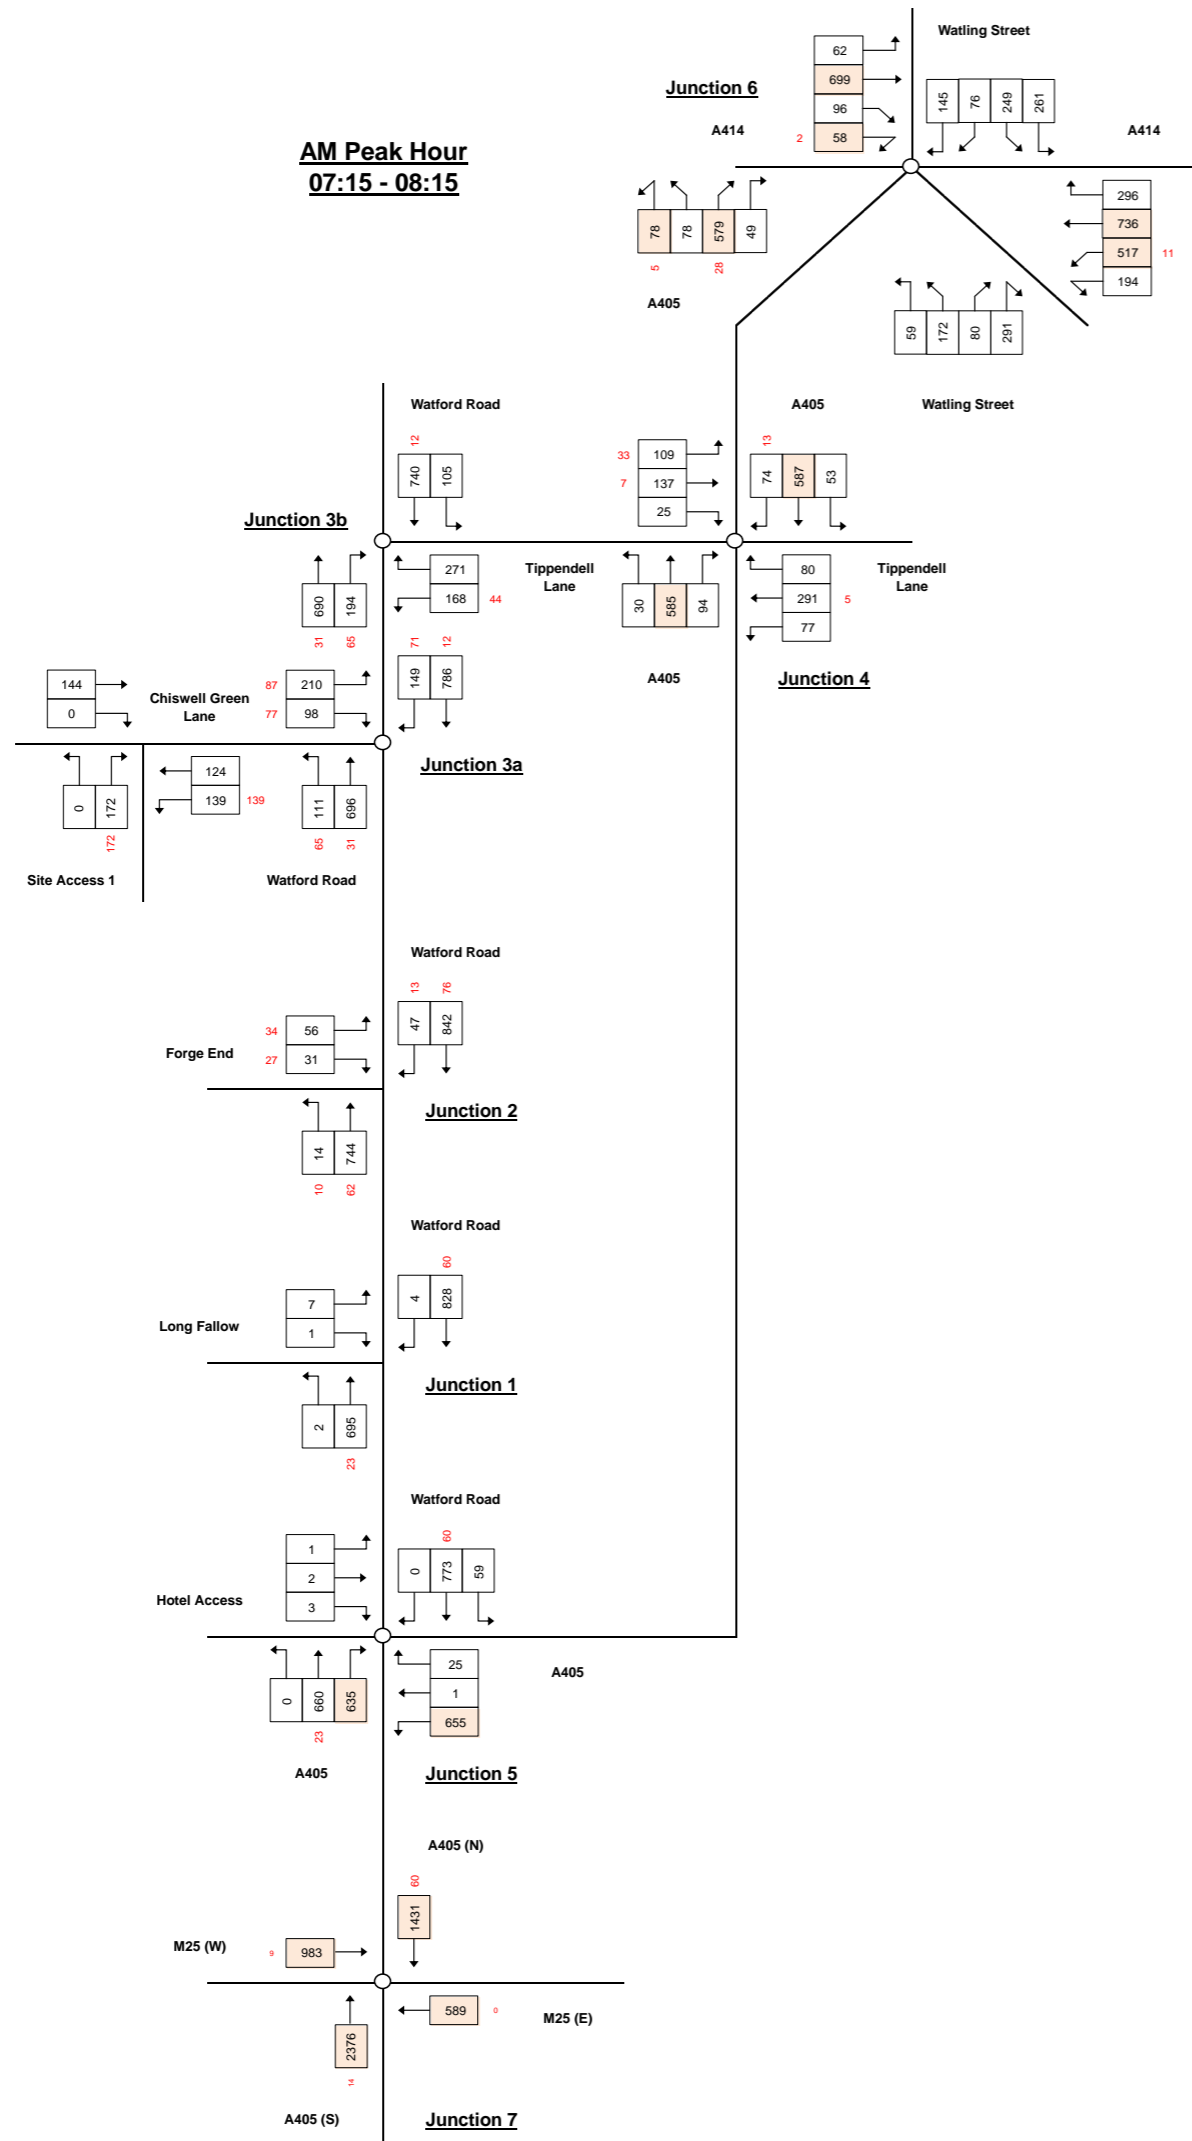 Watling Street
62
699
96
2 58
Junction 6
145 76 249 261
A414
A414
AM Peak Hour
07:15 - 08:15
296
736
517 11
194
78 78 579 49
5 28
A405
59 172 80 291
Watford Road
A405
Watling Street
12
740 105
33 109
7 137
25
13
74 587 53
Junction 3b
271
168 44
Tippendell
Lane
80
291 5
77
Tippendell
Lane
690 194
31 65
30 585 94
A405
Junction 4
71 12
149 786
144
0
Chiswell Green
Lane
87 210
77 98
Junction 3a
124
139 139
0 172
172
111 696
65 31
Site Access 1
Watford Road
Watford Road
13 76
47 842
34 56
27 31
Forge End
Junction 2
14 744
10 62
Watford Road
60
4 828
7
1
Long Fallow
Junction 1
2 695
23
Watford Road
60
0 773 59
1
2
3
Hotel Access
0 660 635
23
25
1
655
A405
A405
Junction 5
A405 (N)
60
1431
M25 (W)
9 983
589 0
M25 (E)
2376
14
A405 (S)
Junction 7